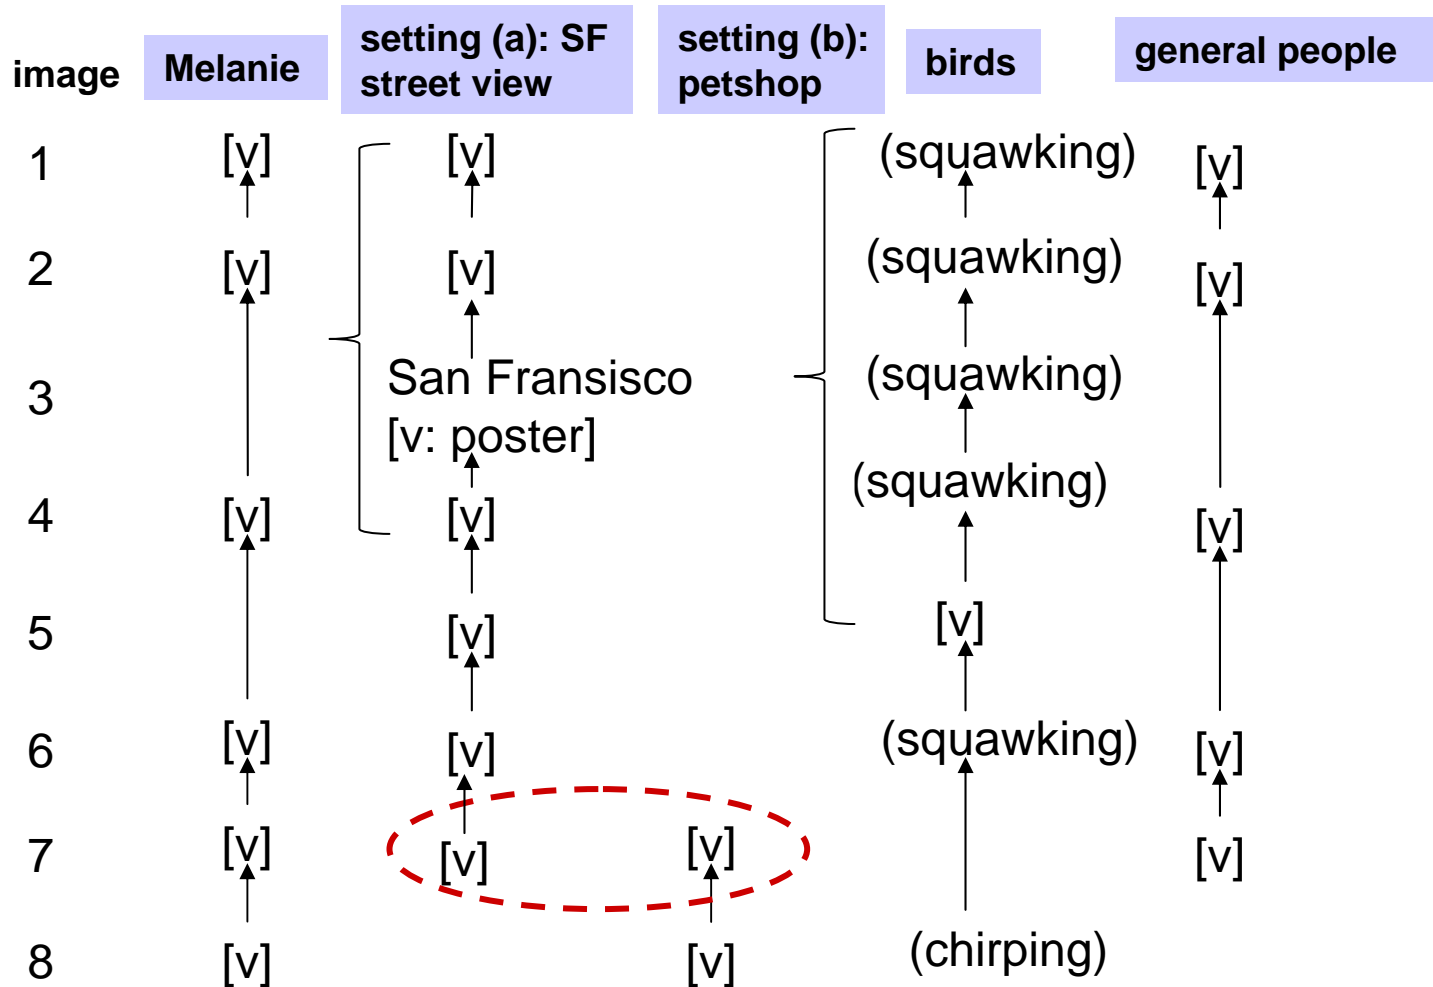 image Melanie setting (a): SF street view setting (b): petshop birds general people
1 [v] [v] (squawking) [v]
2 [v] [v] (squawking) [v]
3 San Fransisco [v: poster] (squawking)
4 [v] [v] (squawking) [v]
5 [v] [v]
6 [v] [v] (squawking) [v]
7 [v] [v] [v] [v]
8 [v] [v] (chirping)